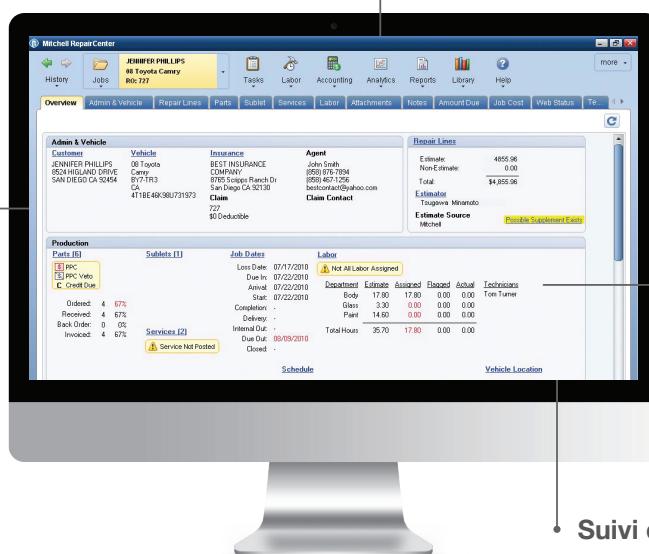 Mitchell RepairCenter
History
Jobs
JENNIFER PHILLIPS
08 Toyota Camry
RO: 727
Tasks
Labor
Accounting
Analytics
Reports
Library
Help
more
Overview Admin & Vehicle Repair Lines Parts Sublet Services Labor Attachments Notes Amount Due Job Cost Web Status Te...
Admin & Vehicle
Customer
JENNIFER PHILLIPS
8524 HIGLAND DRIVE
SAN DIEGO CA 92454
Vehicle
08 Toyota
Camry
BY7-TR3
CA
4T1BE46K98U731973
Insurance
BEST INSURANCE
COMPANY
8765 Scripps Ranch Dr
San Diego CA 92130
Claim
727
$0 Deductible
Agent
John Smith
(858) 876-7894
(858) 467-1256
bestcontact@yahoo.com
Claim Contact
Repair Lines
Estimate: 4855.96
Non-Estimate: 0.00
Total: $4,855.96
Estimator
Tsugawa Minamoto
Estimate Source
Mitchell
Possible Supplement Exists
Production
Parts (6)
$ PPC
PPC Veto
C Credit Due
Ordered: 4 67%
Received: 4 67%
Back Order: 0 0%
Invoiced: 4 67%
Sublets (1)
Services (2)
Service Not Posted
Job Dates
Loss Date: 07/17/2010
Due In: 07/22/2010
Arrival: 07/22/2010
Start: 07/22/2010
Completion: -
Delivery: -
Internal Out: -
Due Out: 08/09/2010
Closed: -
Labor
Not All Labor Assigned
Department Estimate Assigned Flagged Actual Technicians
Body 17.80 17.80 0.00 0.00 Tom Turner
Glass 3.30 0.00 0.00 0.00
Paint 14.60 0.00 0.00 0.00
Total Hours 35.70 17.80 0.00 0.00
Schedule
Vehicle Location
Suivi